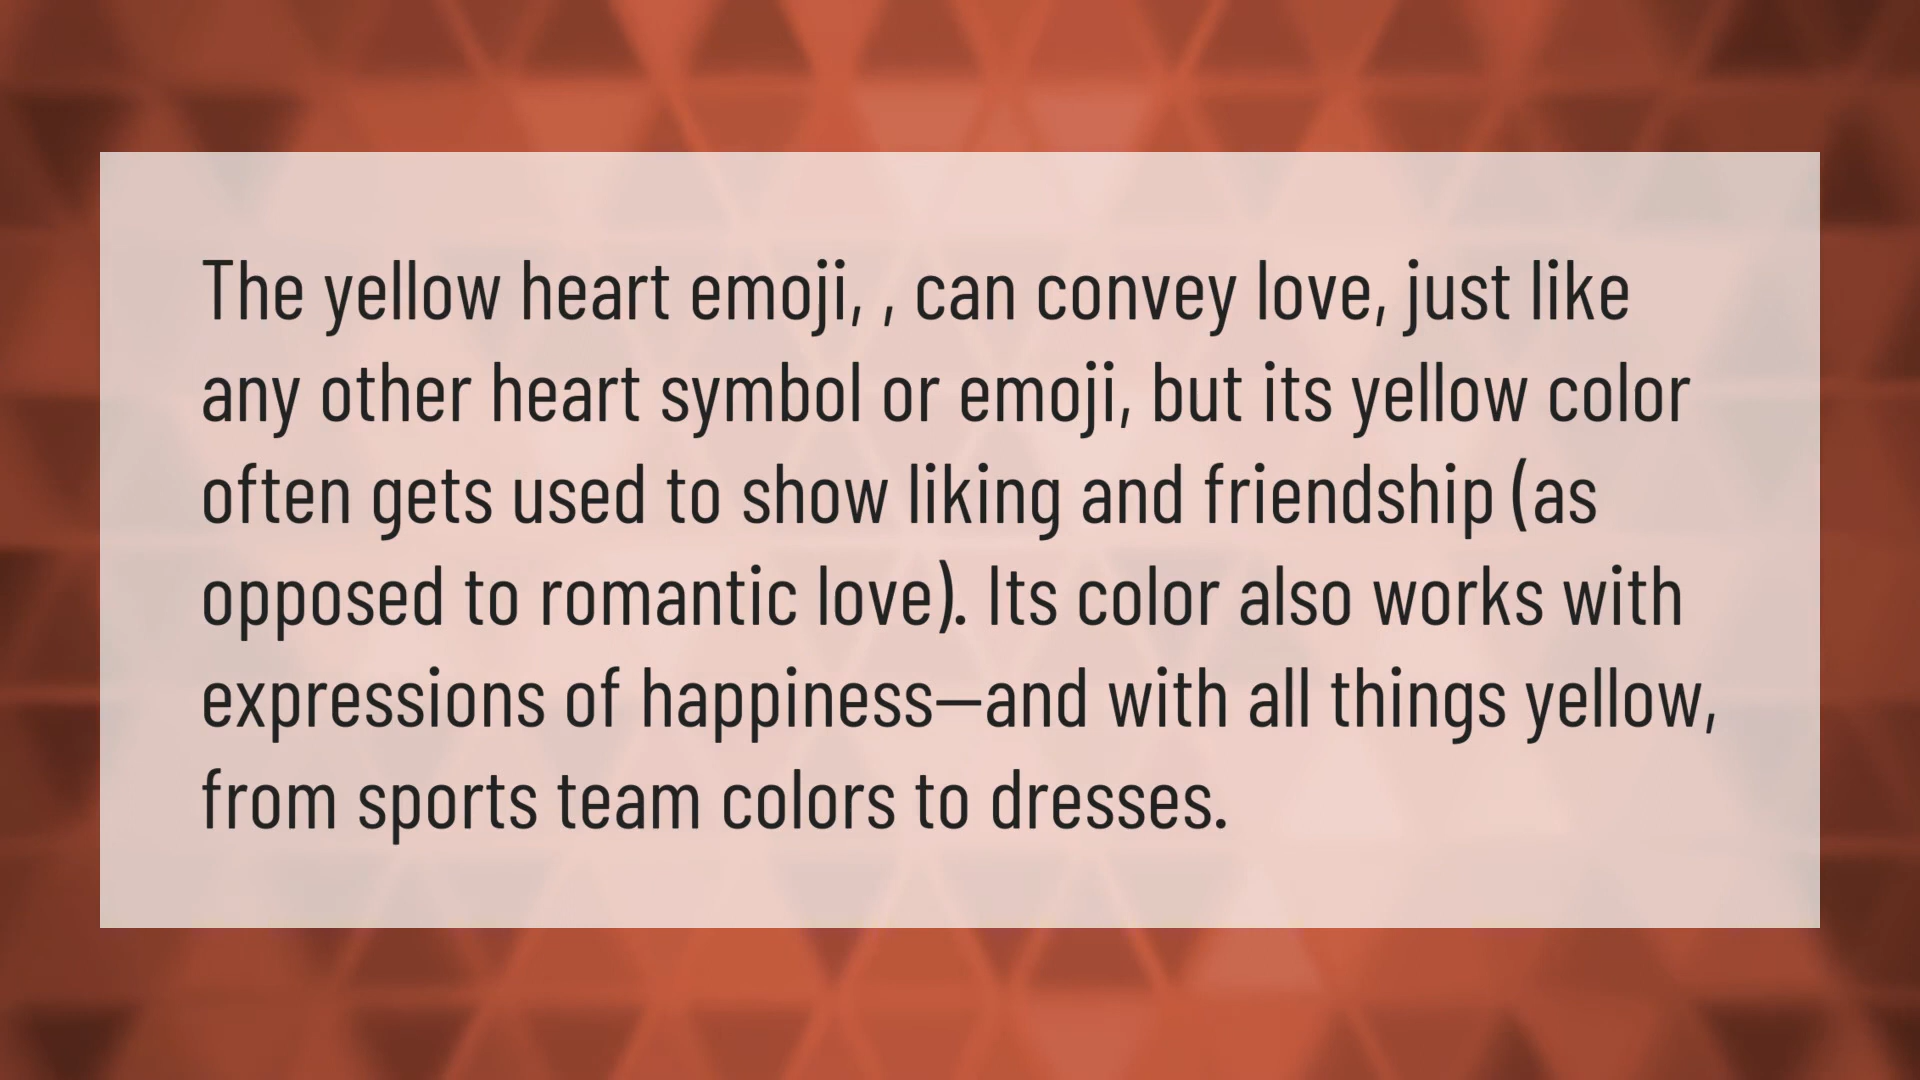 The yellow heart emoji, , can convey love, just like
any other heart symbol or emoji, but its yellow color
often gets used to show liking and friendship (as
opposed to romantic love). Its color also works with
expressions of happiness—and with all things yellow,
from sports team colors to dresses.